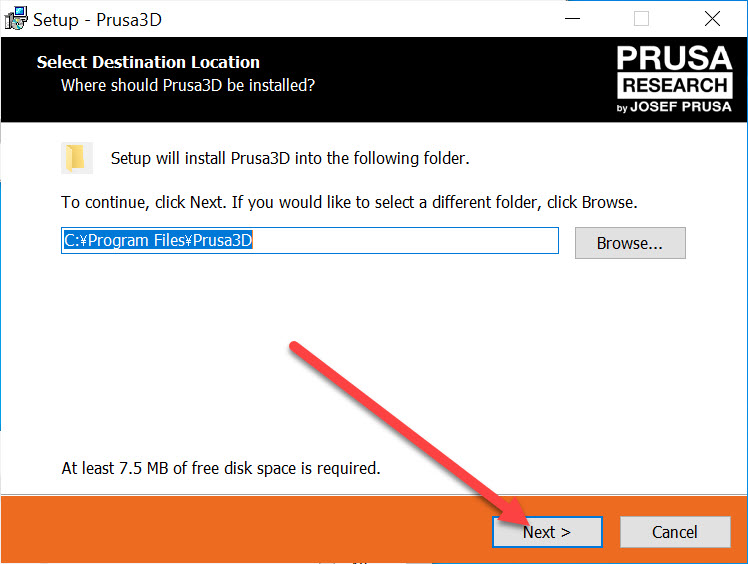 Setup - Prusa3D
Select Destination Location
Where should Prusa3D be installed?
PRUSA
RESEARCH
by JOSEF PRUSA
Setup will install Prusa3D into the following folder.
To continue, click Next. If you would like to select a different folder, click Browse.
C:¥Program Files¥Prusa3D
Browse...
At least 7.5 MB of free disk space is required.
Next >
Cancel